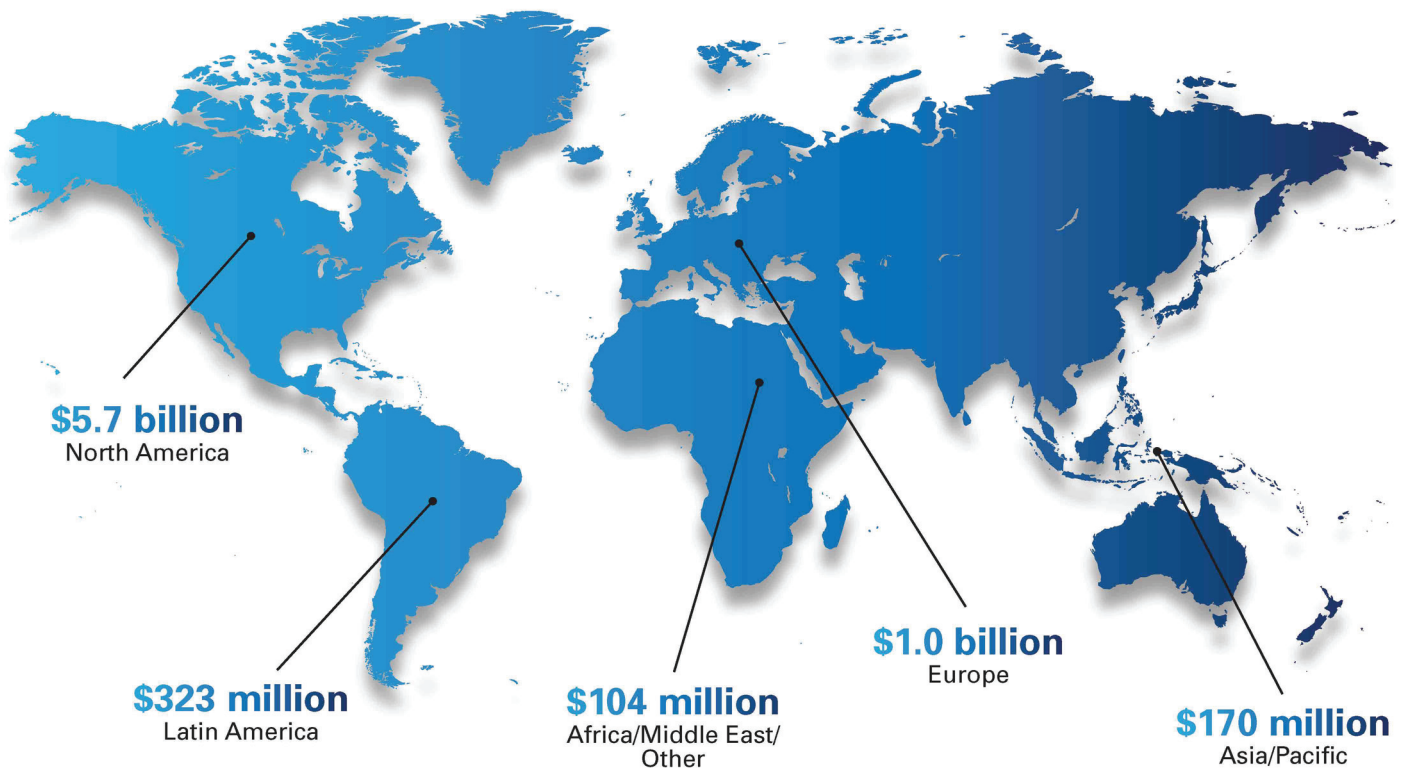 $5.7 billion
North America
$323 million
Latin America
$104 million
Africa/Middle East/
Other
$1.0 billion
Europe
$170 million
Asia/Pacific